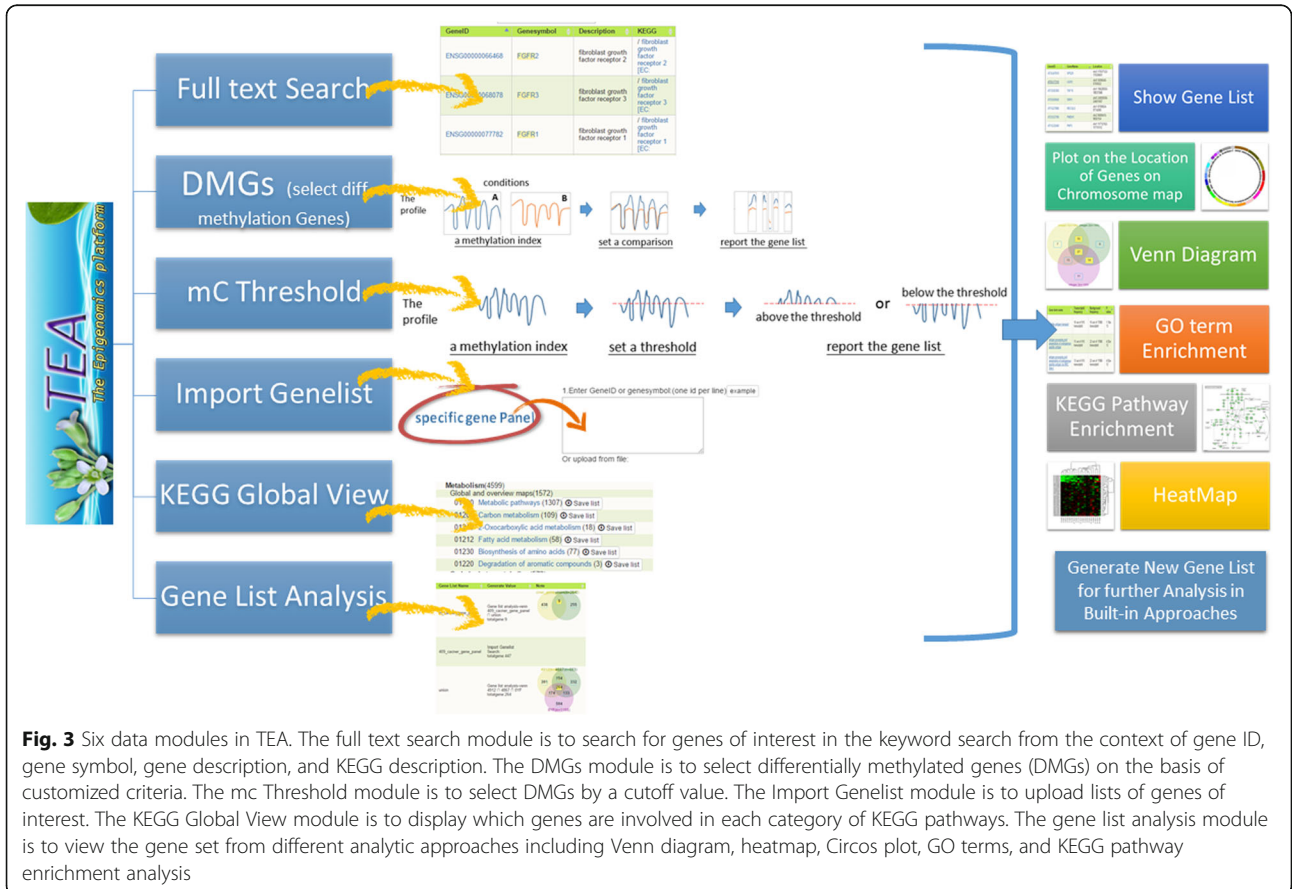 TEA
The Epigenomics platform
Full text Search
GeneID Genesymbol Description KEGG
ENSG00000066468 FGFR2 fibroblast growth factor receptor 2 / fibroblast growth factor receptor 2 [EC:
FGFR3 fibroblast growth factor receptor 3 / fibroblast growth factor receptor 3 [EC:
ENSG00000077782 FGFR1 fibroblast growth factor receptor 1 / fibroblast growth factor receptor 1 [EC:
DMGs (select diff methylation Genes)
conditions
The profile
A
B
a methylation index
set a comparison
report the gene list
mC Threshold
The profile
above the threshold
or
below the threshold
a methylation index
set a threshold
report the gene list
Import Genelist
specific gene Panel
1.Enter GeneID or genesymbol (one id per line) example
Or upload from file:
KEGG Global View
Metabolism(4599)
Global and overview maps(1572)
Metabolic pathways (1307) Save list
Carbon metabolism (109) Save list
2-Oxocarboxylic acid metabolism (18) Save list
01212 Fatty acid metabolism (58) Save list
01230 Biosynthesis of amino acids (77) Save list
01220 Degradation of aromatic compounds (3) Save list
Gene List Analysis
Gene List Name Generate Value Note
Show Gene List
Plot on the Location
of Genes on
Chromosome map
Venn Diagram
GO term
Enrichment
KEGG Pathway
Enrichment
HeatMap
Generate New Gene List
for further Analysis in
Built-in Approaches
Fig. 3 Six data modules in TEA. The full text search module is to search for genes of interest in the keyword search from the context of gene ID,
gene symbol, gene description, and KEGG description. The DMGs module is to select differentially methylated genes (DMGs) on the basis of
customized criteria. The mc Threshold module is to select DMGs by a cutoff value. The Import Genelist module is to upload lists of genes of
interest. The KEGG Global View module is to display which genes are involved in each category of KEGG pathways. The gene list analysis module
is to view the gene set from different analytic approaches including Venn diagram, heatmap, Circos plot, GO terms, and KEGG pathway
enrichment analysis